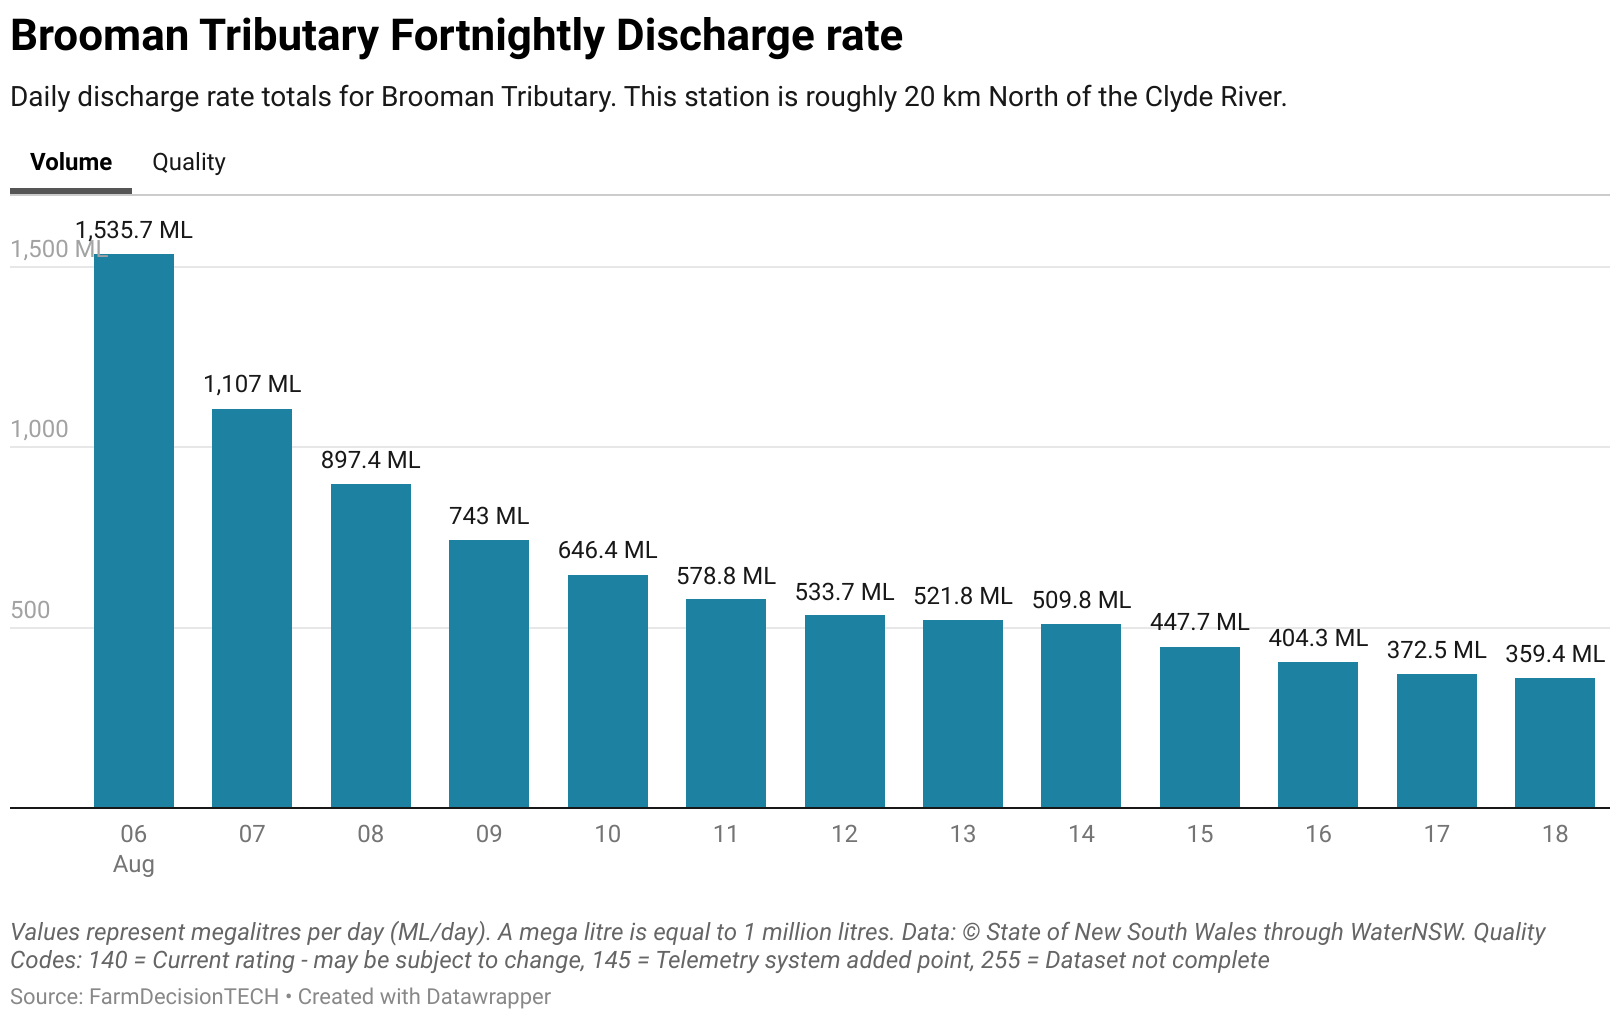 Brooman Tributary Fortnightly Discharge rate
Daily discharge rate totals for Brooman Tributary. This station is roughly 20 km North of the Clyde River.
Volume Quality
1,535.7 ML
1,500 ML
1,107 ML
1,000
897.4 ML
743 ML
646.4 ML
578.8 ML
533.7 ML
521.8 ML
509.8 ML
500
447.7 ML
404.3 ML
372.5 ML
359.4 ML
06 07 08 09 10 11 12 13 14 15 16 17 18
Aug
Values represent megalitres per day (ML/day). A mega litre is equal to 1 million litres. Data: © State of New South Wales through WaterNSW. Quality
Codes: 140 = Current rating - may be subject to change, 145 = Telemetry system added point, 255 = Dataset not complete
Source: FarmDecisionTECH • Created with Datawrapper